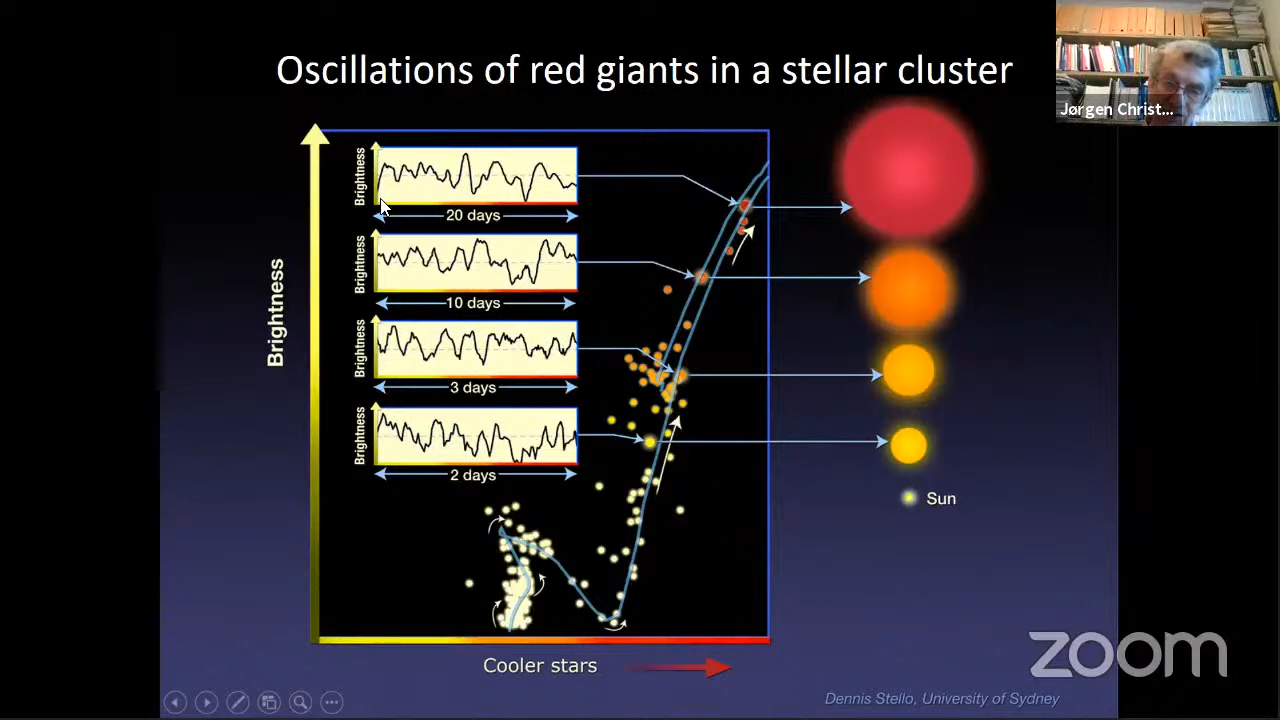 Oscillations of red giants in a stellar cluster
Jørgen Christ...
Brightness
Brightness
20 days
Brightness
10 days
Brightness
3 days
Brightness
2 days
Sun
Cooler stars
zoom
Dennis Stello, University of Sydney